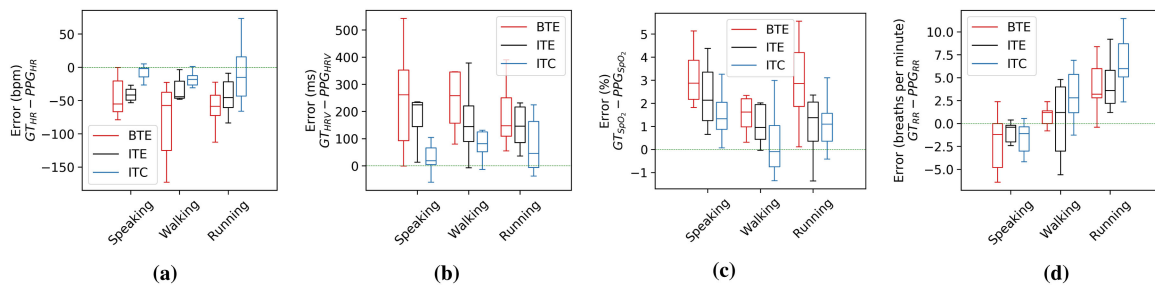 Error (bpm)
GT_HR − PPG_HR
50
0
−50
−100
−150
BTE
ITE
ITC
Speaking
Walking
Running
(a)
Error (ms)
GT_HRV − PPG_HRV
500
400
300
200
100
0
BTE
ITE
ITC
Speaking
Walking
Running
(b)
Error (%)
GT_SpO₂ − PPG_SpO₂
5
4
3
2
1
0
−1
BTE
ITE
ITC
Speaking
Walking
Running
(c)
Error (breaths per minute)
GT_RR − PPG_RR
10.0
7.5
5.0
2.5
0.0
−2.5
−5.0
BTE
ITE
ITC
Speaking
Walking
Running
(d)